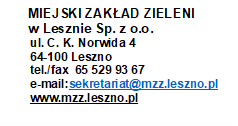 MIEJSKI ZAKŁAD ZIELENI
w Lesznie Sp. z o.o.
ul. C. K. Norwida 4
64-100 Leszno
tel./fax 65 529 93 67
e-mail:sekretariat@mzz.leszno.pl
www.mzz.leszno.pl